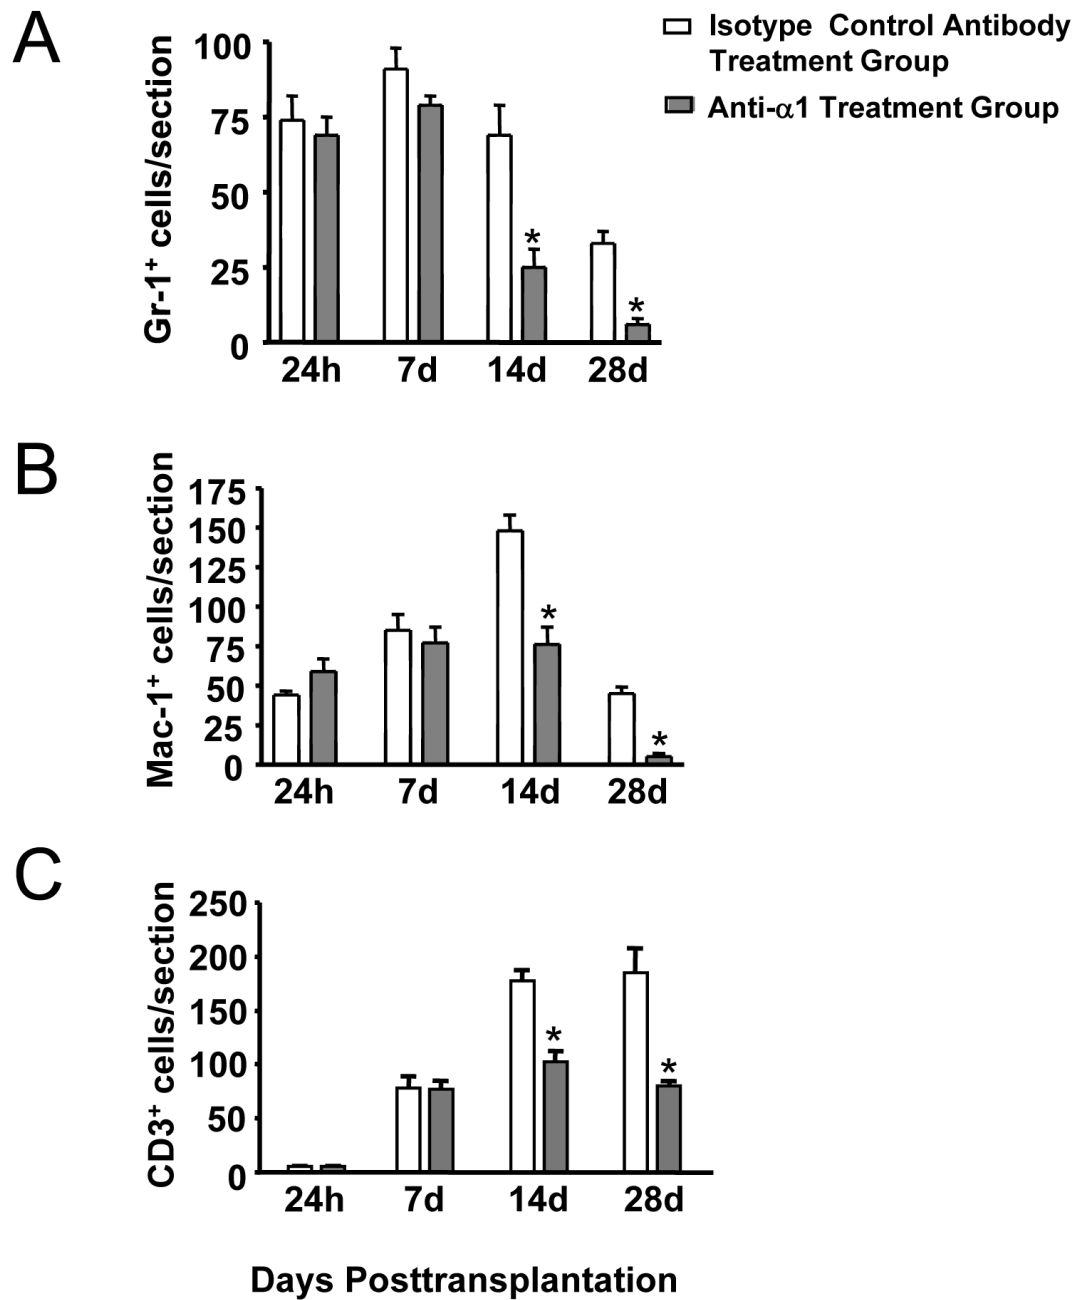 A
Isotype Control Antibody
Treatment Group
Anti-α1 Treatment Group
Gr-1⁺ cells/section
100
75
50
25
0
*
*
24h 7d 14d 28d
B
Mac-1⁺ cells/section
175
150
125
100
75
50
25
0
*
*
24h 7d 14d 28d
C
CD3⁺ cells/section
250
200
150
100
50
0
*
*
24h 7d 14d 28d
Days Posttransplantation